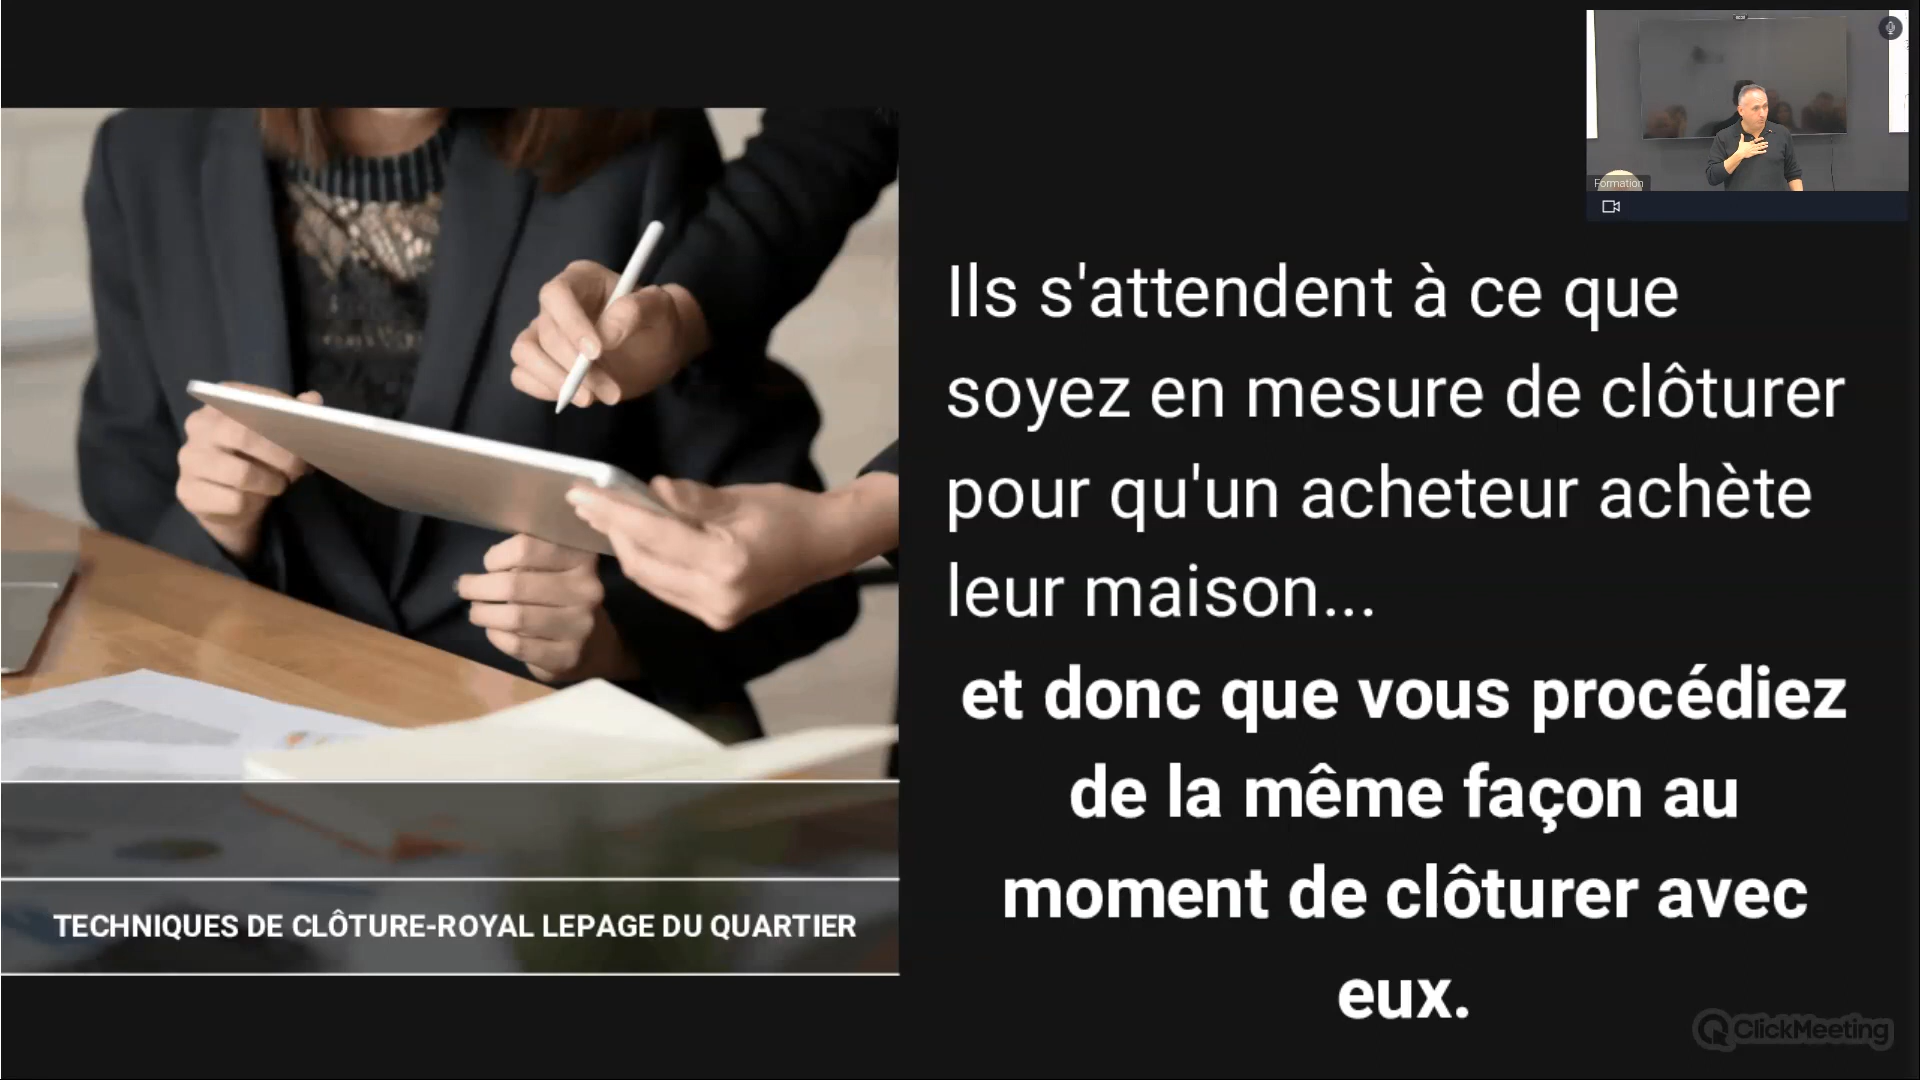 Formation
Ils s'attendent à ce que
soyez en mesure de clôturer
pour qu'un acheteur achète
leur maison...
et donc que vous procédiez
de la même façon au
moment de clôturer avec
eux.
TECHNIQUES DE CLÔTURE-ROYAL LEPAGE DU QUARTIER
ClickMeeting